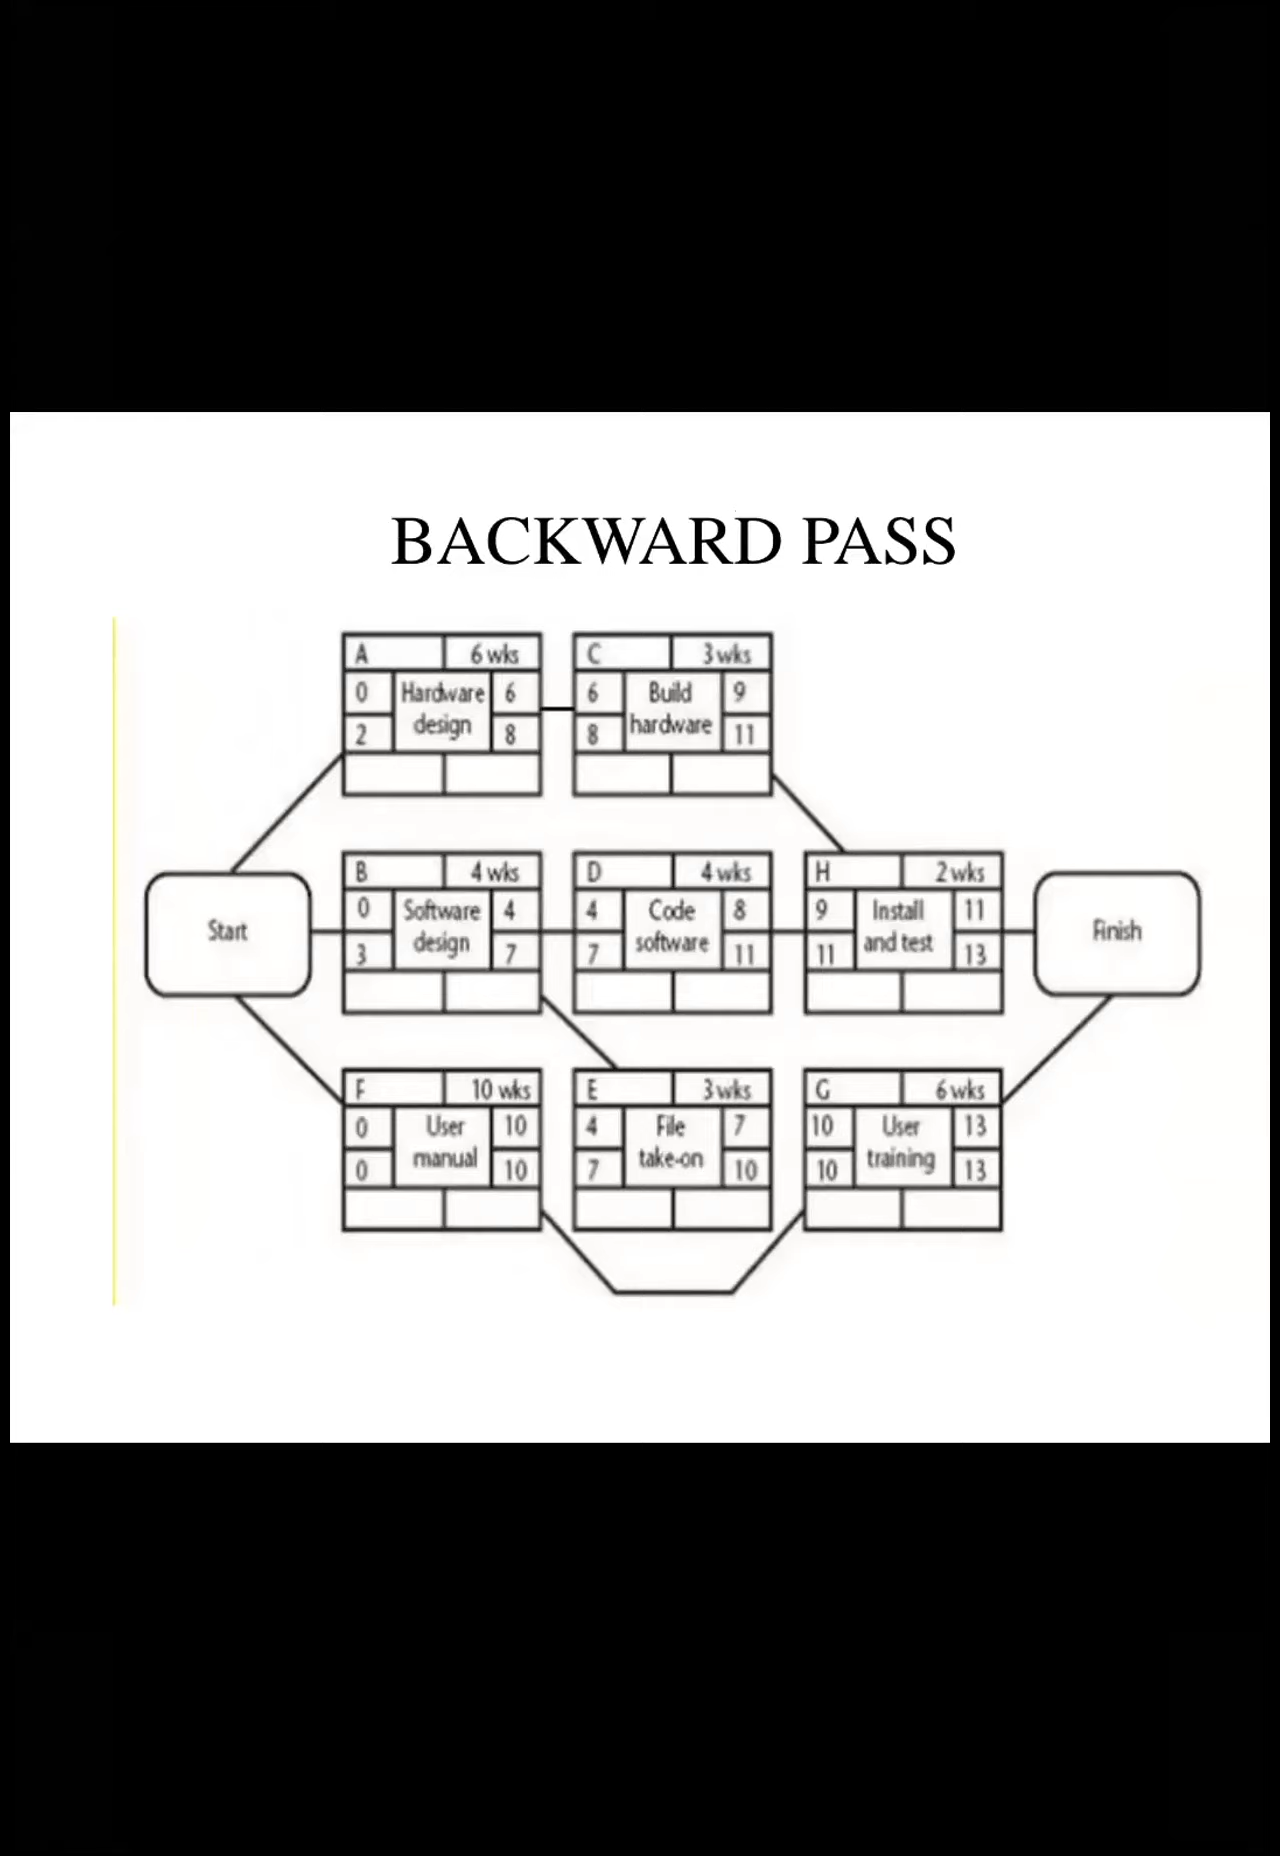 BACKWARD PASS
A 6 wks
0 Hardware 6
2 design 8
C 3 wks
6 Build 9
8 hardware 11
Start
B 4 wks
0 Software 4
3 design 7
D 4 wks
4 Code 8
7 software 11
H 2 wks
9 Install 11
11 and test 13
Finish
F 10 wks
0 User 10
0 manual 10
E 3 wks
4 File 7
7 take-on 10
G 6 wks
10 User 13
10 training 13